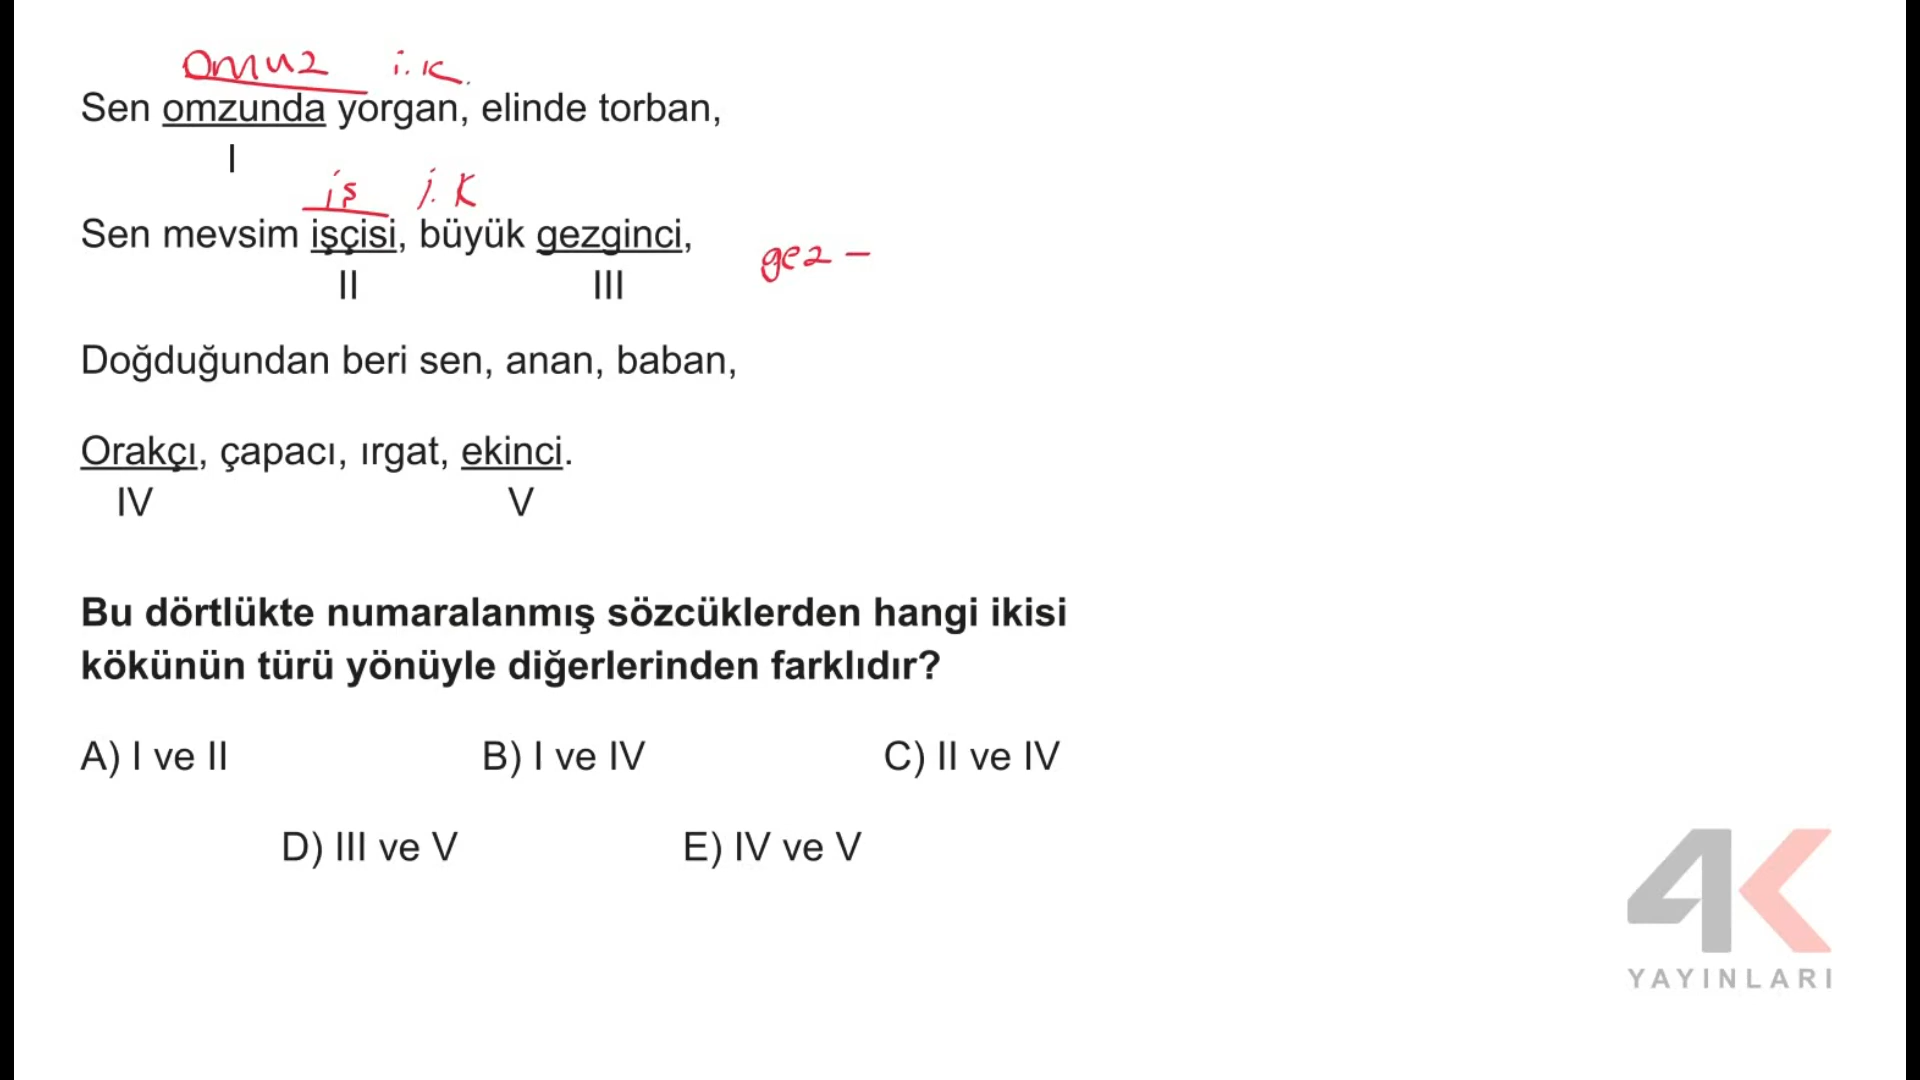 omuz i.K.
Sen omzunda yorgan, elinde torban,
I
iş i.K
Sen mevsim işçisi, büyük gezginci,
gez -
II III
Doğduğundan beri sen, anan, baban,
Orakçı, çapacı, ırgat, ekinci.
IV V
Bu dörtlükte numaralanmış sözcüklerden hangi ikisi
kökünün türü yönüyle diğerlerinden farklıdır?
A) I ve II B) I ve IV C) II ve IV
D) III ve V E) IV ve V
4K
YAYINLARI